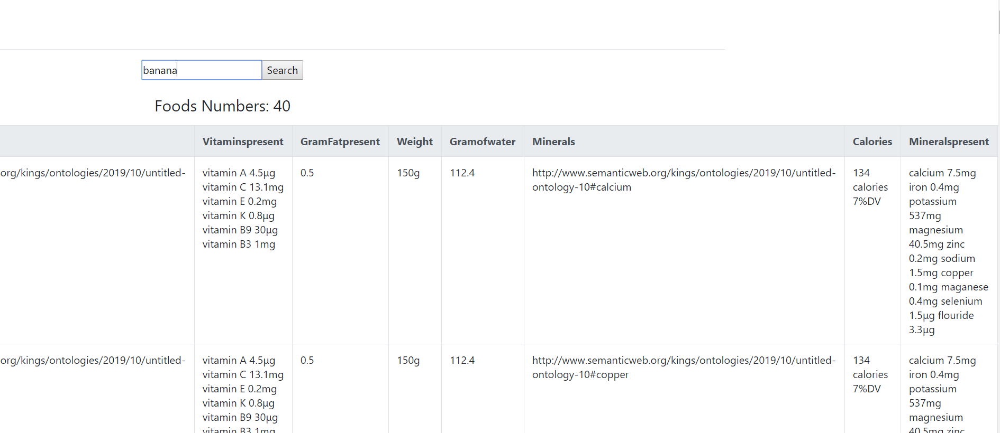 banana
Search
Foods Numbers: 40
Vitaminspresent GramFatpresent Weight Gramofwater Minerals Calories Mineralspresent
org/kings/ontologies/2019/10/untitled-
vitamin A 4.5µg
vitamin C 13.1mg
vitamin E 0.2mg
vitamin K 0.8µg
vitamin B9 30µg
vitamin B3 1mg
0.5
150g
112.4
http://www.semanticweb.org/kings/ontologies/2019/10/untitled-
ontology-10#calcium
134
calories
7%DV
calcium 7.5mg
iron 0.4mg
potassium
537mg
magnesium
40.5mg zinc
0.2mg sodium
1.5mg copper
0.1mg maganese
0.4mg selenium
1.5µg flouride
3.3µg
org/kings/ontologies/2019/10/untitled-
vitamin A 4.5µg
vitamin C 13.1mg
vitamin E 0.2mg
vitamin K 0.8µg
vitamin B9 30µg
vitamin B3 1mg
0.5
150g
112.4
http://www.semanticweb.org/kings/ontologies/2019/10/untitled-
ontology-10#copper
134
calories
7%DV
calcium 7.5mg
iron 0.4mg
potassium
537mg
magnesium
40.5mg zinc